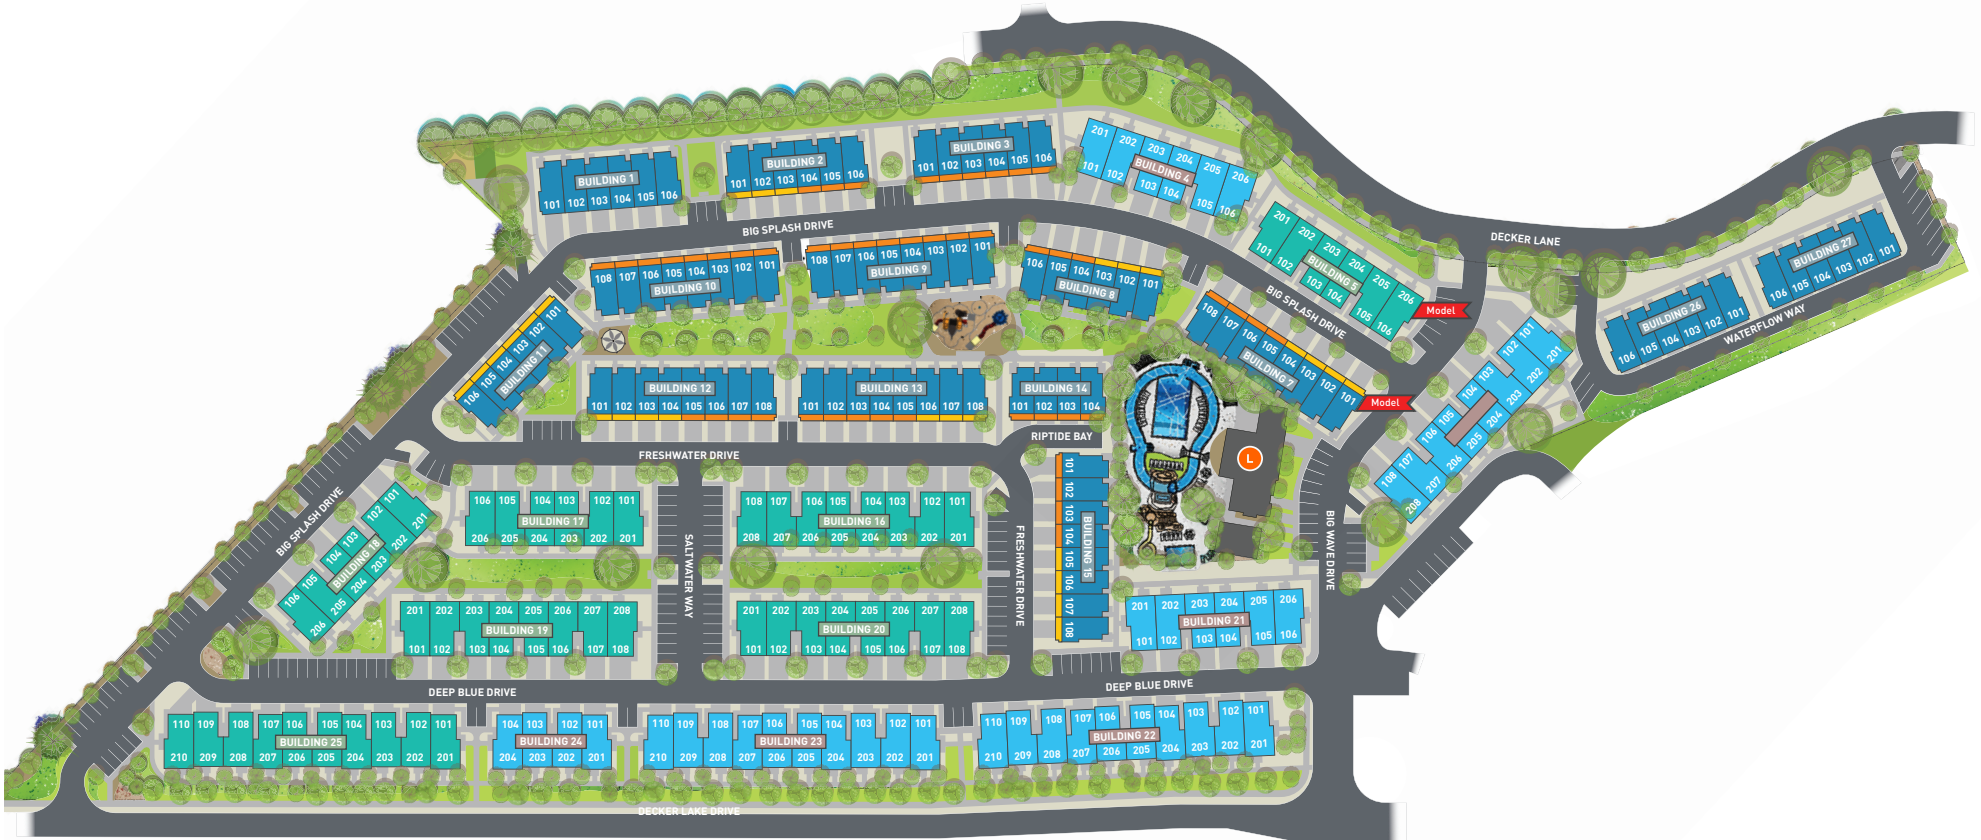 BUILDING 1
101 102 103 104 105 106
BUILDING 2
101 102 103 104 105 106
BUILDING 3
101 102 103 104 105 106
201 202 203 204 205 206
BUILDING 4
101 102 103 104 105 106
201 202 203 204 205 206
BUILDING 5
101 102 103 104 105 106
Model
DECKER LANE
BIG SPLASH DRIVE
BIG SPLASH DRIVE
108 107 106 105 104 103 102 101
BUILDING 10
108 107 106 105 104 103 102 101
BUILDING 9
106 105 104 103 102 101
BUILDING 8
108 107 106 105 104 103 102 101
BUILDING 7
Model
BUILDING 27
106 105 104 103 102 101
BUILDING 26
106 105 104 103 102 101
WATERFLOW WAY
108 107 106 105 104 103 102 101
208 207 206 205 204 203 202 201
106 105 104 103 102 101
BUILDING 11
BUILDING 12
101 102 103 104 105 106 107 108
BUILDING 13
101 102 103 104 105 106 107 108
BUILDING 14
101 102 103 104
RIPTIDE BAY
FRESHWATER DRIVE
L
BIG SPLASH DRIVE
106 105 104 103 102 101
BUILDING 18
206 205 204 203 202 201
106 105 104 103 102 101
BUILDING 17
206 205 204 203 202 201
SALTWATER WAY
108 107 106 105 104 103 102 101
BUILDING 16
208 207 206 205 204 203 202 201
FRESHWATER DRIVE
101 102 103 104 105 106 107 108
BUILDING 15
BIG WAVE DRIVE
201 202 203 204 205 206 207 208
BUILDING 19
101 102 103 104 105 106 107 108
201 202 203 204 205 206 207 208
BUILDING 20
101 102 103 104 105 106 107 108
201 202 203 204 205 206
BUILDING 21
101 102 103 104 105 106
DEEP BLUE DRIVE
DEEP BLUE DRIVE
110 109 108 107 106 105 104 103 102 101
BUILDING 25
210 209 208 207 206 205 204 203 202 201
104 103 102 101
BUILDING 24
204 203 202 201
110 109 108 107 106 105 104 103 102 101
BUILDING 23
210 209 208 207 206 205 204 203 202 201
110 109 108 107 106 105 104 103 102 101
BUILDING 22
210 209 208 207 206 205 204 203 202 201
DECKER LAKE DRIVE